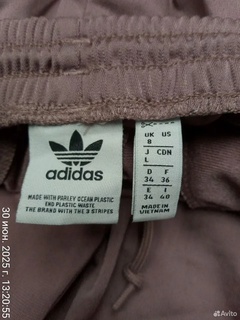 adidas
MADE WITH PARLEY OCEAN PLASTIC
END PLASTIC WASTE
THE BRAND WITH THE 3 STRIPES
UK US
8
J CDN
L
D F
34 36
E I
34 40
MADE IN
VIETNAM
30 июн. 2025 г. 13:20:55
Avito